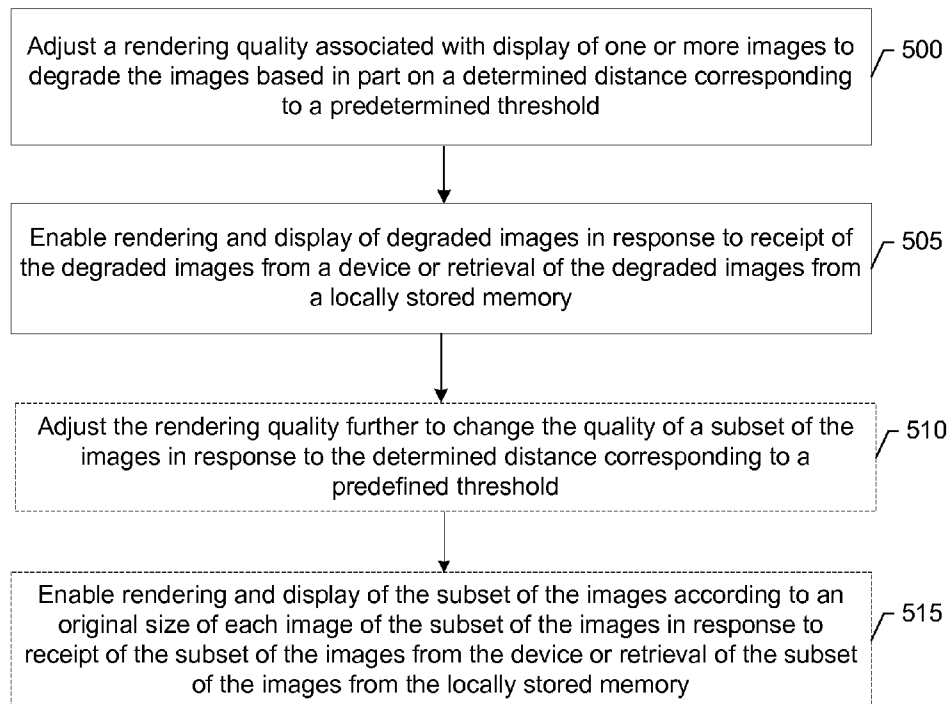 Adjust a rendering quality associated with display of one or more images to
degrade the images based in part on a determined distance corresponding
to a predetermined threshold
500
Enable rendering and display of degraded images in response to receipt of
the degraded images from a device or retrieval of the degraded images from
a locally stored memory
505
Adjust the rendering quality further to change the quality of a subset of the
images in response to the determined distance corresponding to a
predefined threshold
510
Enable rendering and display of the subset of the images according to an
original size of each image of the subset of the images in response to
receipt of the subset of the images from the device or retrieval of the subset
of the images from the locally stored memory
515